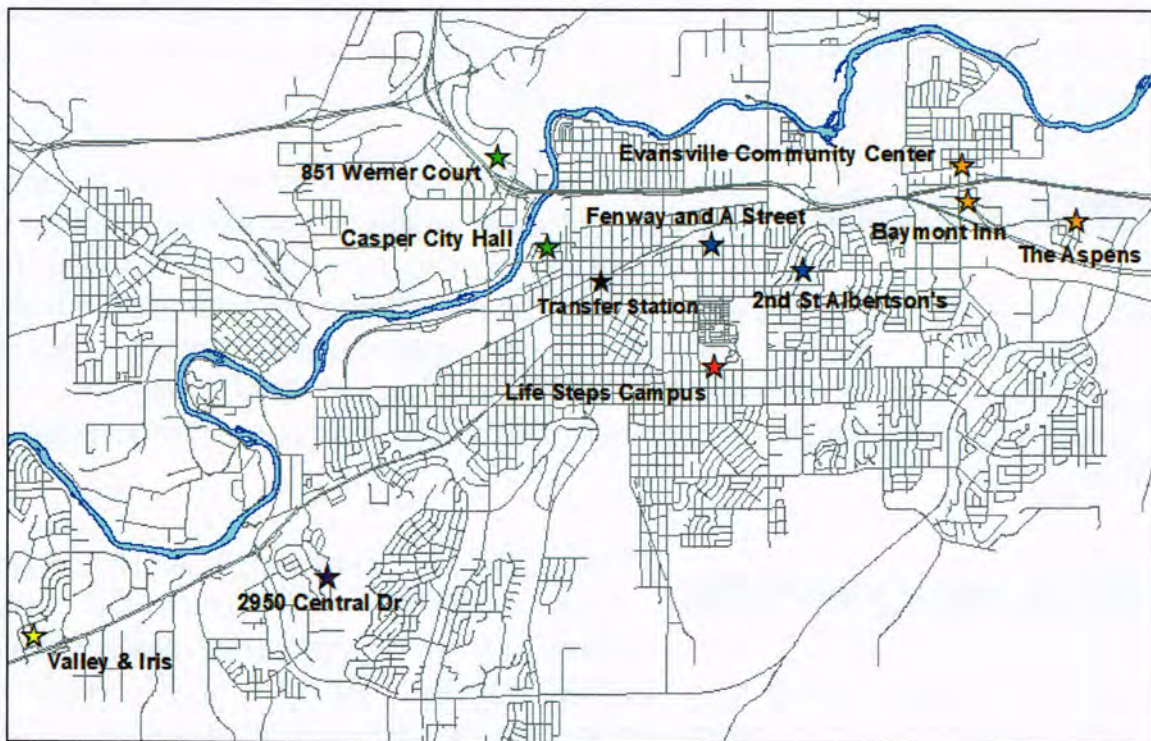 Evansville Community Center
851 Werner Court
Fenway and A Street
Casper City Hall
Baymont Inn
The Aspens
Transfer Station
2nd St Albertson's
Life Steps Campus
2950 Central Dr
Valley & Iris